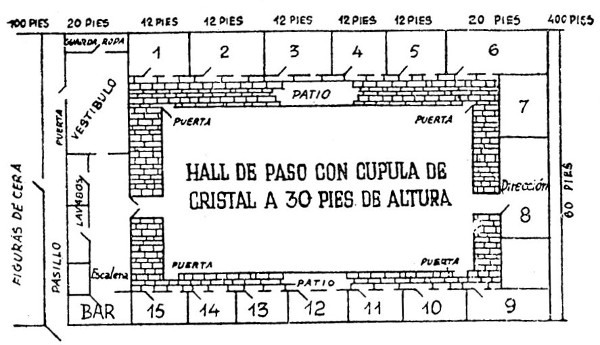 100 PIES 20 PIES 12 PIES 12 PIES 12 PIES 12 PIES 12 PIES 20 PIES 400 PIES
GUARDA ROPA
1 2 3 4 5 6
PATIO
7
PUERTA
PUERTA
PUERTA
VESTIBULO
HALL DE PASO CON CUPULA DE
CRISTAL A 30 PIES DE ALTURA
Dirección
8
60 PIES
FIGURAS DE CERA
PASILLO
LAVABOS
Escalera
PUERTA
PUERTA
PATIO
BAR 15 14 13 12 11 10 9